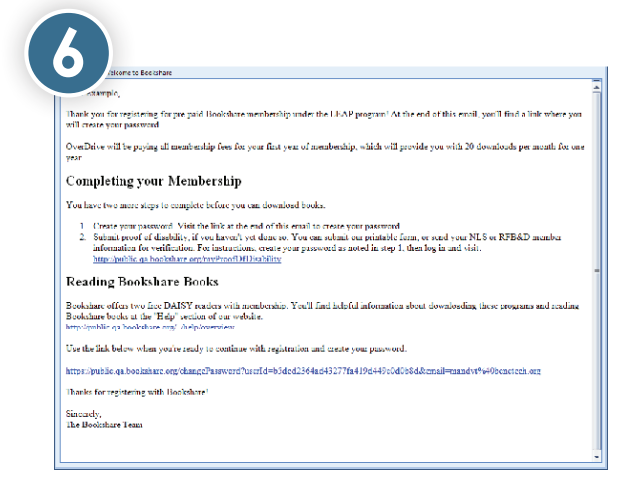 6
Welcome to Bookshare
Example,
Thank you for registering for pre paid Bookshare membership under the LEAP program! At the end of this email, you'll find a link where you
will create your password
OverDrive will be paying all membership fees for your first year of membership, which will provide you with 20 downloads per month for one
year
Completing your Membership
You have two more steps to complete before you can download books.
1. Create your password. Visit the link at the end of this email to create your password
2. Submit proof of disability, if you haven't yet done so. You can submit our printable form, or send your NLS or RFB&D member
information for verification. For instructions, create your password as noted in step 1, then log in and visit:
http://public.qa.bookshare.org/myProofOfDisability
Reading Bookshare Books
Bookshare offers two free DAISY readers with membership. You'll find helpful information about downloading these programs and reading
Bookshare books at the "Help" section of our website.
Use the link below when you're ready to continue with registration and create your password.
Thanks for registering with Bookshare!
Sincerely,
The Bookshare Team